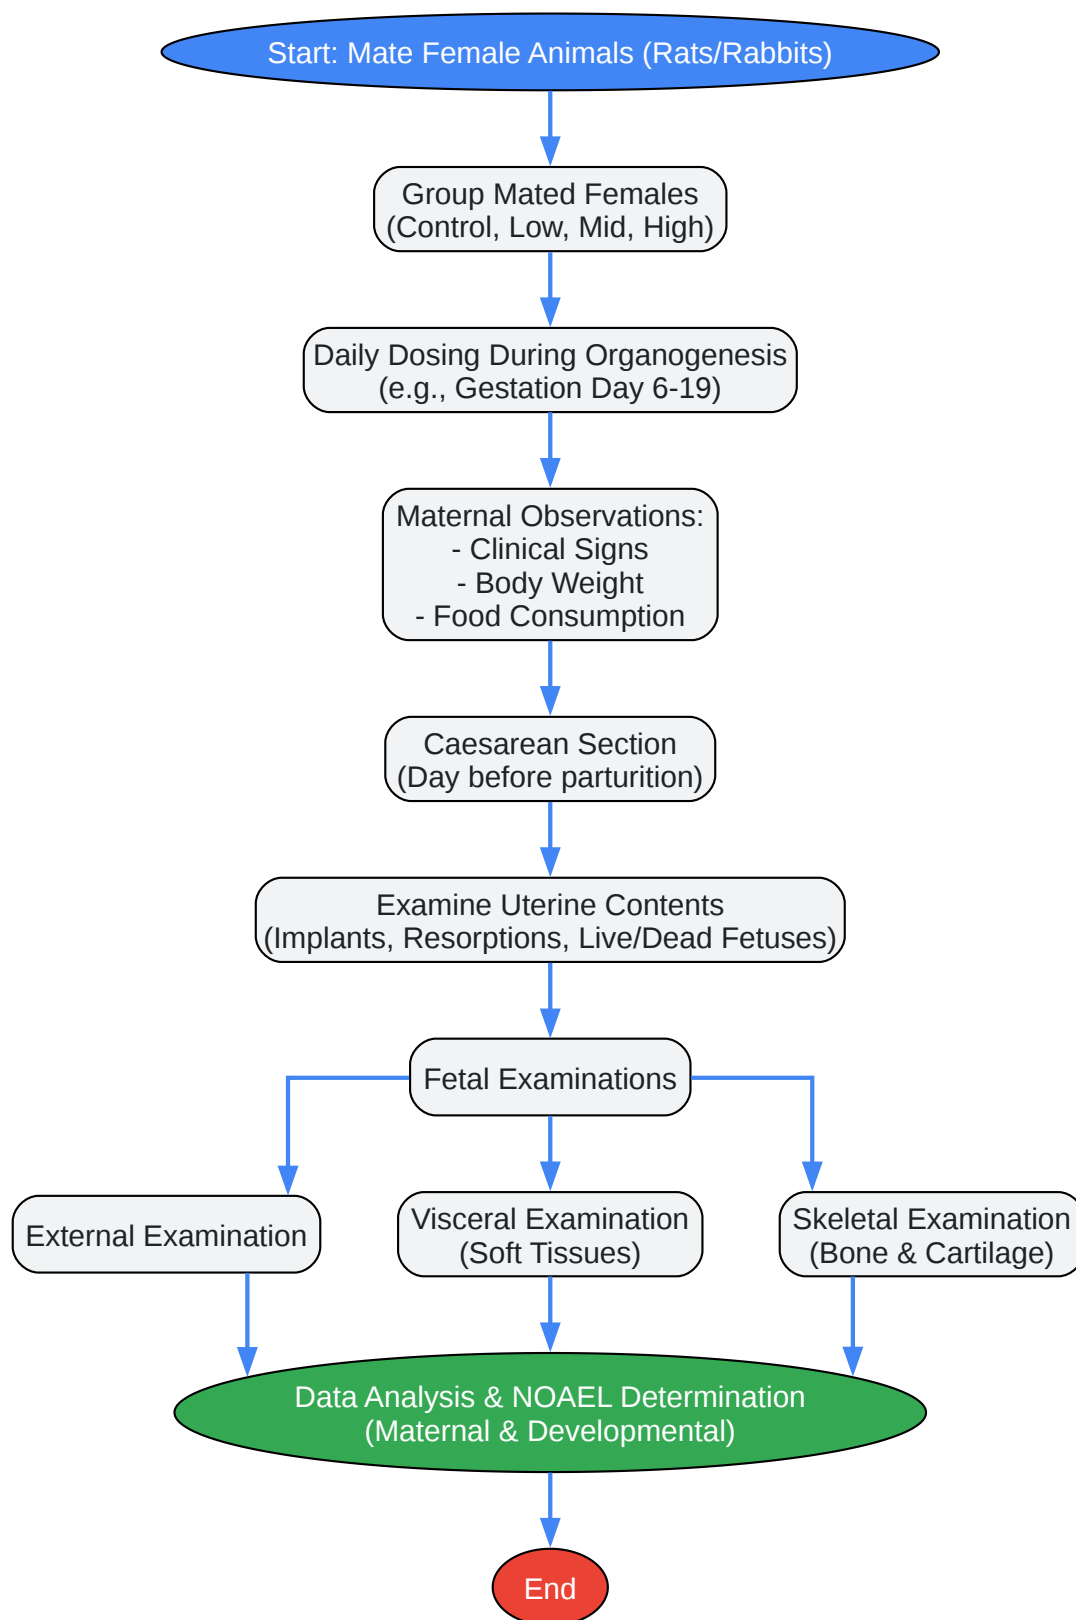 Start: Mate Female Animals (Rats/Rabbits)
Group Mated Females
(Control, Low, Mid, High)
Daily Dosing During Organogenesis
(e.g., Gestation Day 6-19)
Maternal Observations:
- Clinical Signs
- Body Weight
- Food Consumption
Caesarean Section
(Day before parturition)
Examine Uterine Contents
(Implants, Resorptions, Live/Dead Fetuses)
Fetal Examinations
External Examination
Visceral Examination
(Soft Tissues)
Skeletal Examination
(Bone & Cartilage)
Data Analysis & NOAEL Determination
(Maternal & Developmental)
End